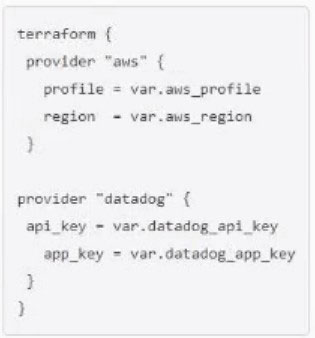 terraform {
provider "aws" {
profile = var.aws_profile
region = var.aws_region
}
provider "datadog" {
api_key = var.datadog_api_key
app_key = var.datadog_app_key
}
}